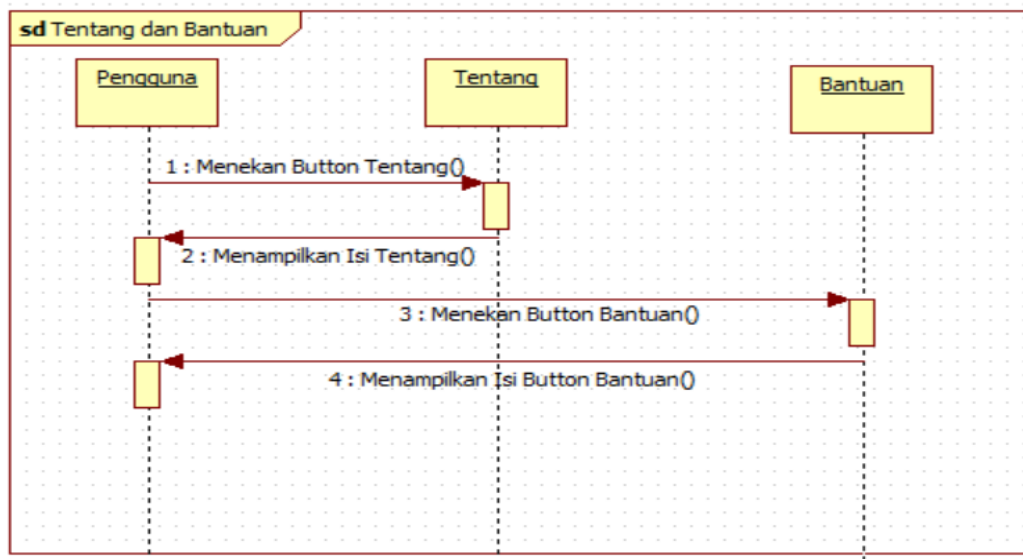 sd Tentang dan Bantuan
Pengguna
Tentang
Bantuan
1 : Menekan Button Tentang()
2 : Menampilkan Isi Tentang()
3 : Menekan Button Bantuan()
4 : Menampilkan Isi Button Bantuan()